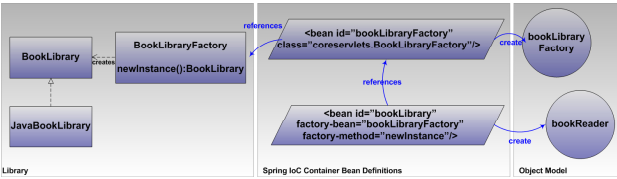 references
<bean id="bookLibraryFactory"
class="coreservlets.BookLibraryFactory"/>
bookLibrary
Factory
create
BookLibrary
creates
BookLibraryFactory
newInstance():BookLibrary
references
JavaBookLibrary
<bean id="bookLibrary"
factory-bean="bookLibraryFactory"
factory-method="newInstance"/>
bookReader
create
Library
Spring IoC Container Bean Definitions
Object Model